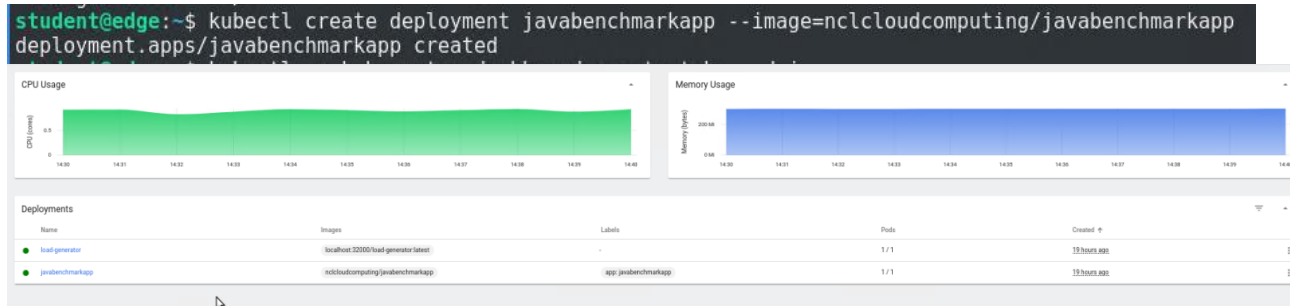 student@edge:~$ kubectl create deployment javabenchmarkapp --image=nclcloudcomputing/javabenchmarkapp
deployment.apps/javabenchmarkapp created
CPU Usage
Memory Usage
CPU (cores)
0.5
0
14:30 14:31 14:32 14:33 14:34 14:35 14:36 14:37 14:38 14:39 14:40
Memory (bytes)
200 Mi
0 Mi
14:30 14:31 14:32 14:33 14:34 14:35 14:36 14:37 14:38 14:39 14:40
Deployments
Name Images Labels Pods Created ↑
load-generator localhost:32000/load-generator:latest - 1 / 1 19 hours ago
javabenchmarkapp nclcloudcomputing/javabenchmarkapp app: javabenchmarkapp 1 / 1 19 hours ago